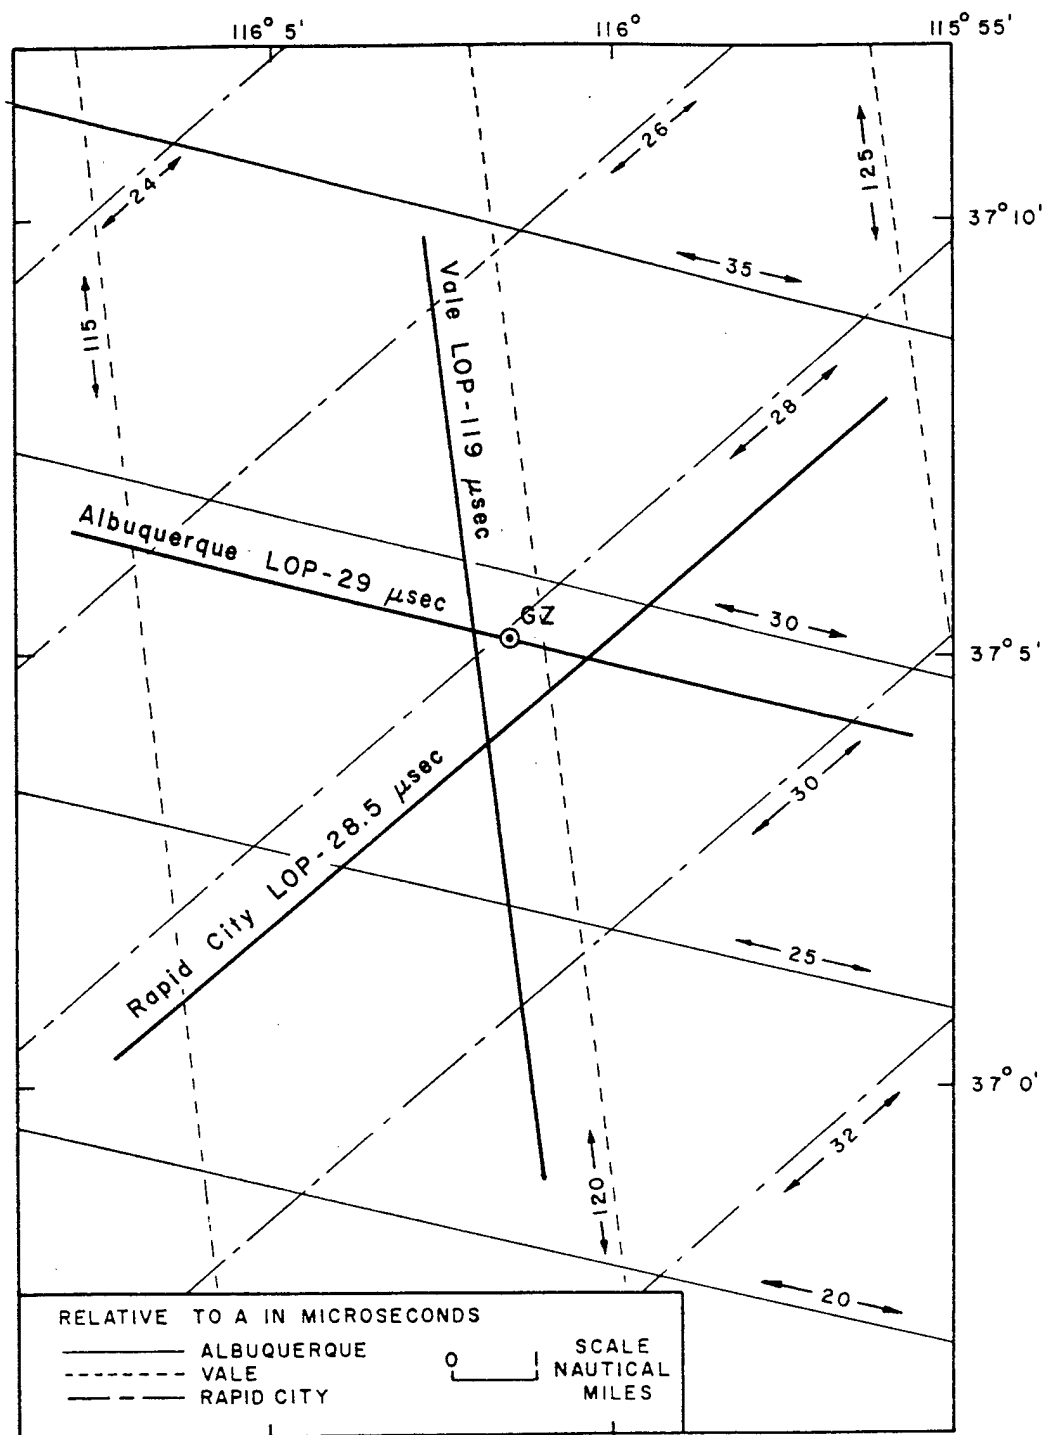 116° 5'
116°
115° 55'
24
26
125
37° 10'
35
115
Vale LOP-119 μsec
28
Albuquerque LOP-29 μsec
GZ
30
37° 5'
30
Rapid City LOP-28.5 μsec
25
37° 0'
32
120
20
RELATIVE TO A IN MICROSECONDS
ALBUQUERQUE
VALE
RAPID CITY
0 1
SCALE
NAUTICAL
MILES